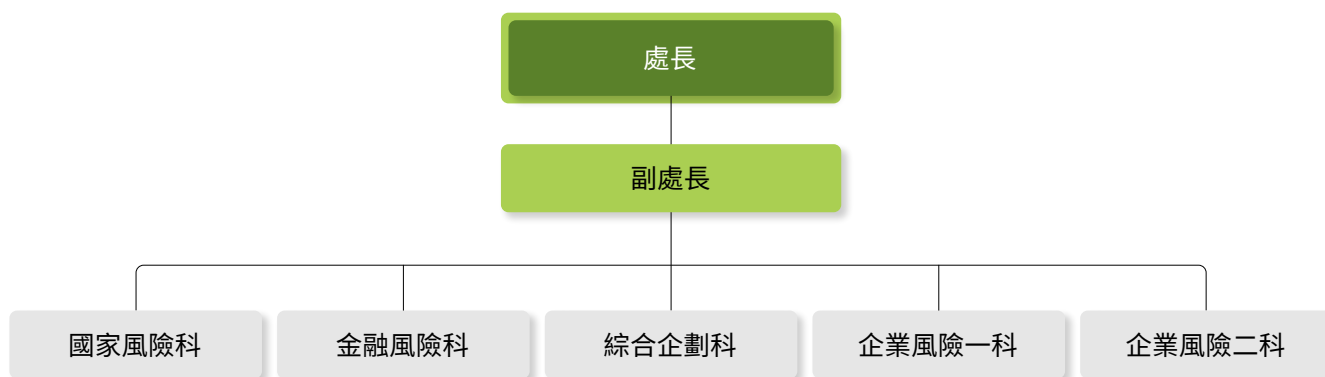 處長
副處長
國家風險科
金融風險科
綜合企劃科
企業風險一科
企業風險二科